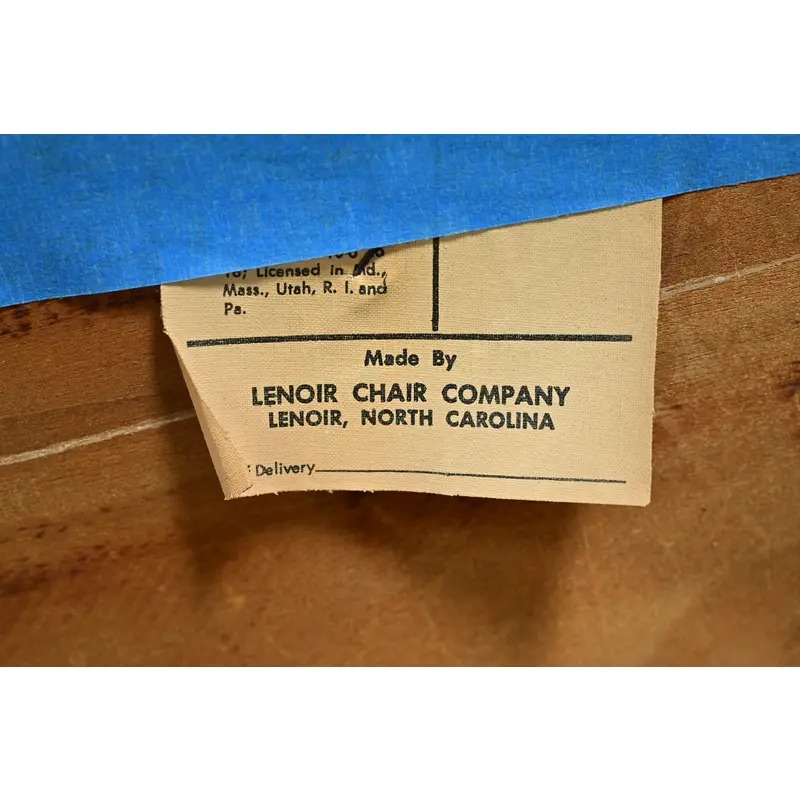 16; Licensed in Md.,
Mass., Utah, R. I. and
Pa.
Made By
LENOIR CHAIR COMPANY
LENOIR, NORTH CAROLINA
Delivery